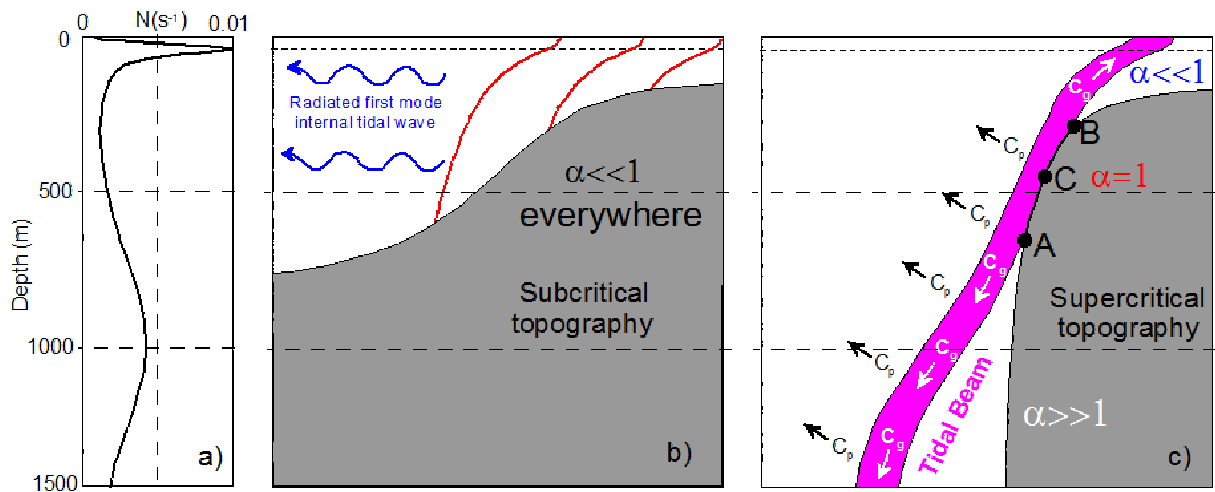 0 N(s⁻¹) 0.01
0
500
1000
1500
Depth (m)
a)
Radiated first mode
internal tidal wave
α<<1
everywhere
Subcritical
topography
b)
α<<1
Cg
B
Cp
C
α=1
Cp
A
Cg
Cp
Supercritical
topography
Cp
Cg
Tidal Beam
α>>1
Cp
Cg
c)